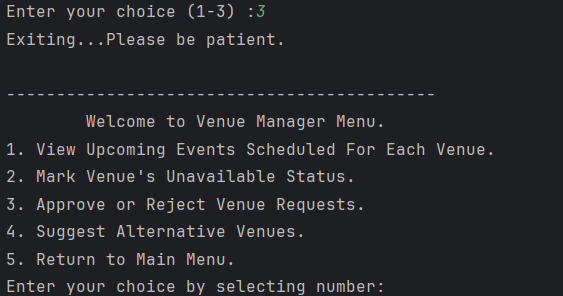 Enter your choice (1-3) :3
Exiting...Please be patient.
-------------------------------------------
Welcome to Venue Manager Menu.
1. View Upcoming Events Scheduled For Each Venue.
2. Mark Venue's Unavailable Status.
3. Approve or Reject Venue Requests.
4. Suggest Alternative Venues.
5. Return to Main Menu.
Enter your choice by selecting number: